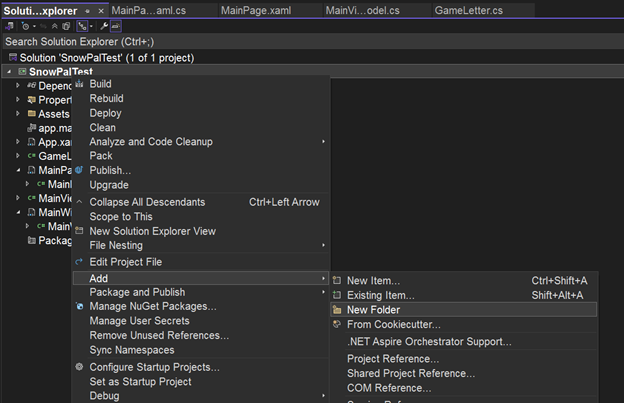 Soluti...xplorer
MainPa....aml.cs
MainPage.xaml
MainVi...odel.cs
GameLetter.cs
Search Solution Explorer (Ctrl+;)
Solution 'SnowPalTest' (1 of 1 project)
SnowPalTest
Depend
Propert
Assets
app.ma
App.xar
GameL
MainPa
MainI
MainVie
MainWi
MainV
Packag
Build
Rebuild
Deploy
Clean
Analyze and Code Cleanup
Pack
Publish...
Upgrade
Collapse All Descendants Ctrl+Left Arrow
Scope to This
New Solution Explorer View
File Nesting
Edit Project File
Add
Package and Publish
Manage NuGet Packages...
Manage User Secrets
Remove Unused References...
Sync Namespaces
Configure Startup Projects...
Set as Startup Project
Debug
New Item... Ctrl+Shift+A
Existing Item... Shift+Alt+A
New Folder
From Cookiecutter...
.NET Aspire Orchestrator Support...
Project Reference...
Shared Project Reference...
COM Reference...